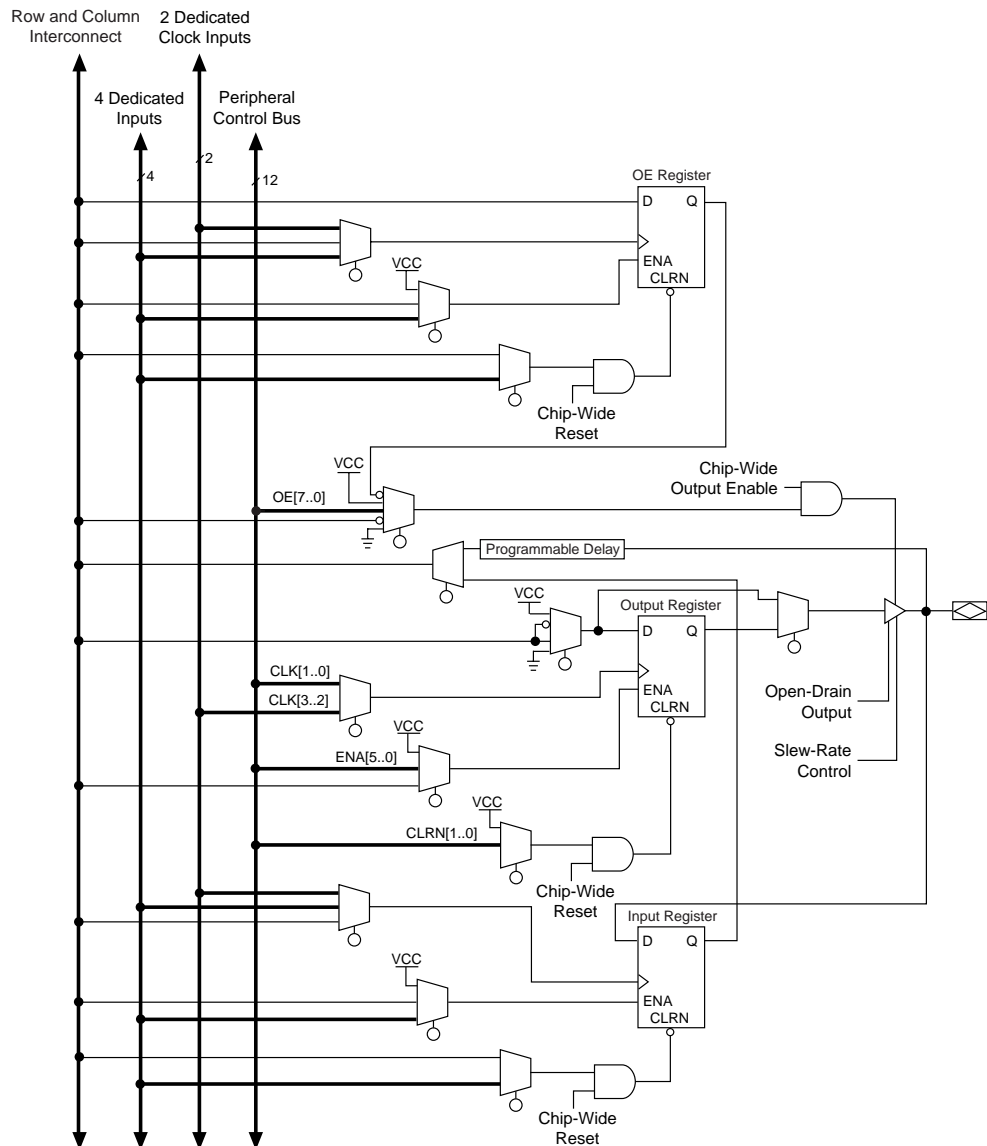 Row and Column
Interconnect
2 Dedicated
Clock Inputs
4 Dedicated
Inputs
Peripheral
Control Bus
2
4
12
OE Register
D Q
ENA
CLRN
VCC
Chip-Wide
Reset
VCC
OE[7..0]
Chip-Wide
Output Enable
Programmable Delay
VCC
Output Register
D Q
ENA
CLRN
CLK[1..0]
CLK[3..2]
Open-Drain
Output
VCC
ENA[5..0]
Slew-Rate
Control
VCC
CLRN[1..0]
Chip-Wide
Reset
Input Register
D Q
ENA
CLRN
VCC
Chip-Wide
Reset